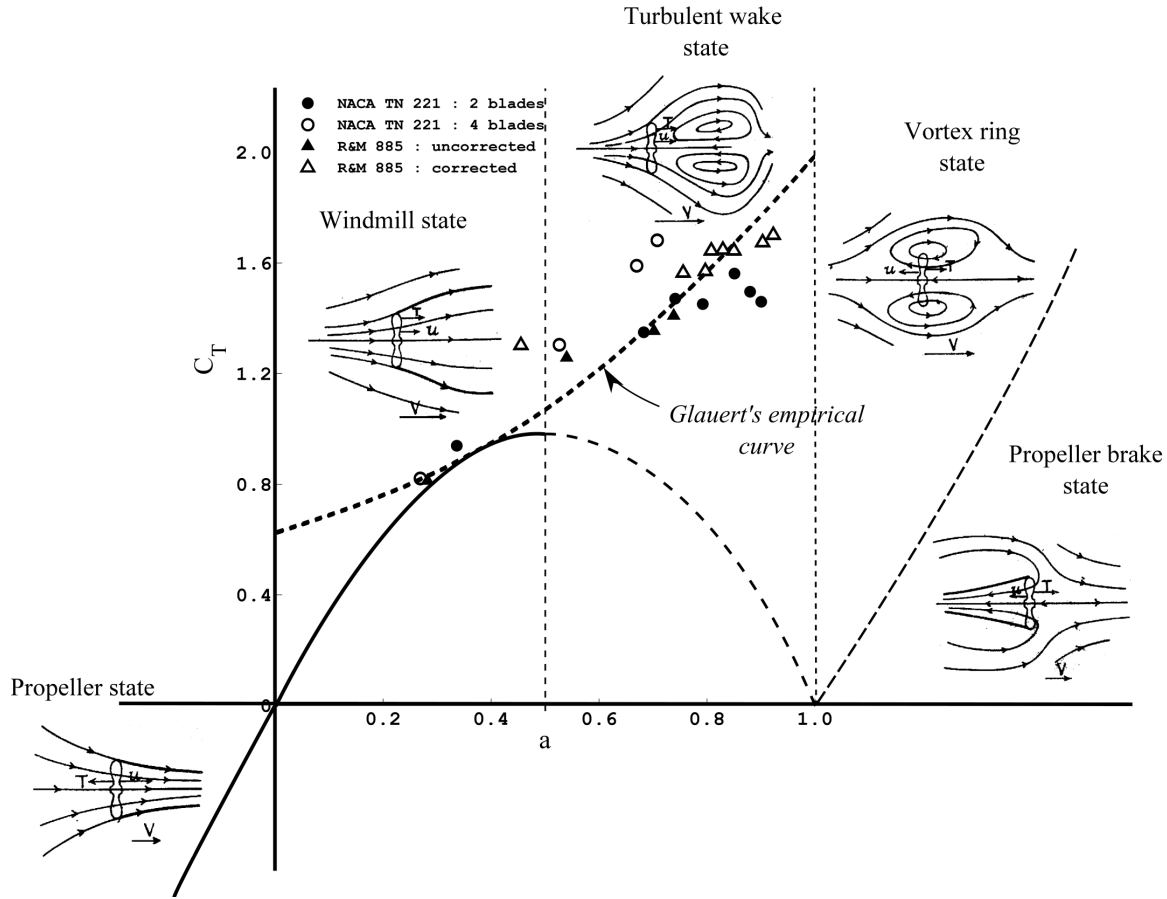 Turbulent wake
state
NACA TN 221 : 2 blades
NACA TN 221 : 4 blades
R&M 885 : uncorrected
R&M 885 : corrected
T
u
V
Vortex ring
state
u
T
V
Windmill state
T
u
V
2.0
1.6
1.2
0.8
0.4
0
C_T
Glauert's empirical
curve
Propeller brake
state
u
T
V
Propeller state
T
u
V
0.2
0.4
0.6
0.8
1.0
a